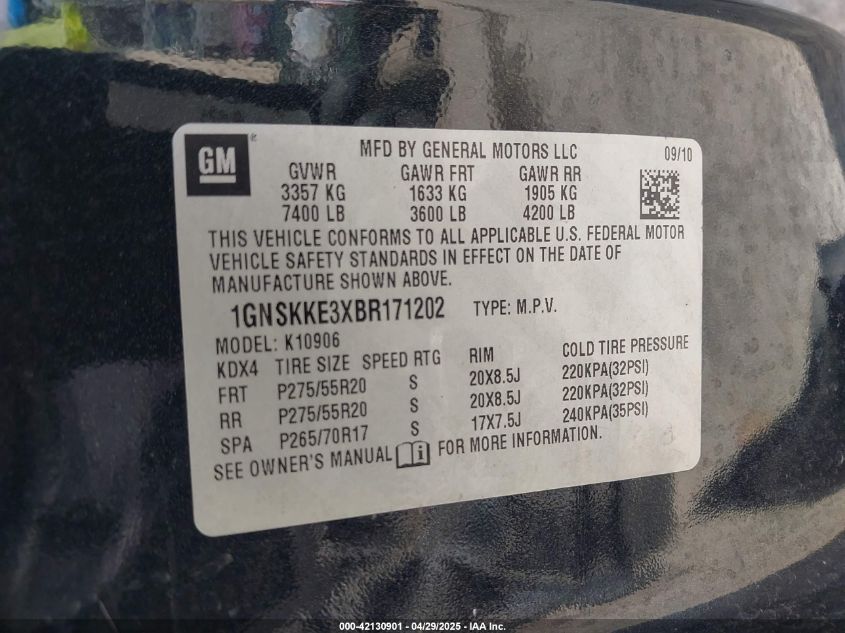 GM
MFD BY GENERAL MOTORS LLC 09/10
GVWR GAWR FRT GAWR RR
3357 KG 1633 KG 1905 KG
7400 LB 3600 LB 4200 LB
THIS VEHICLE CONFORMS TO ALL APPLICABLE U.S. FEDERAL MOTOR
VEHICLE SAFETY STANDARDS IN EFFECT ON THE DATE OF
MANUFACTURE SHOWN ABOVE.
1GNSKKE3XBR171202 TYPE: M.P.V.
MODEL: K10906
KDX4 TIRE SIZE SPEED RTG RIM COLD TIRE PRESSURE
FRT P275/55R20 S 20X8.5J 220KPA(32PSI)
RR P275/55R20 S 20X8.5J 220KPA(32PSI)
SPA P265/70R17 S 17X7.5J 240KPA(35PSI)
SEE OWNER'S MANUAL i FOR MORE INFORMATION.
000-42130901 - 04/29/2025 - IAA Inc.